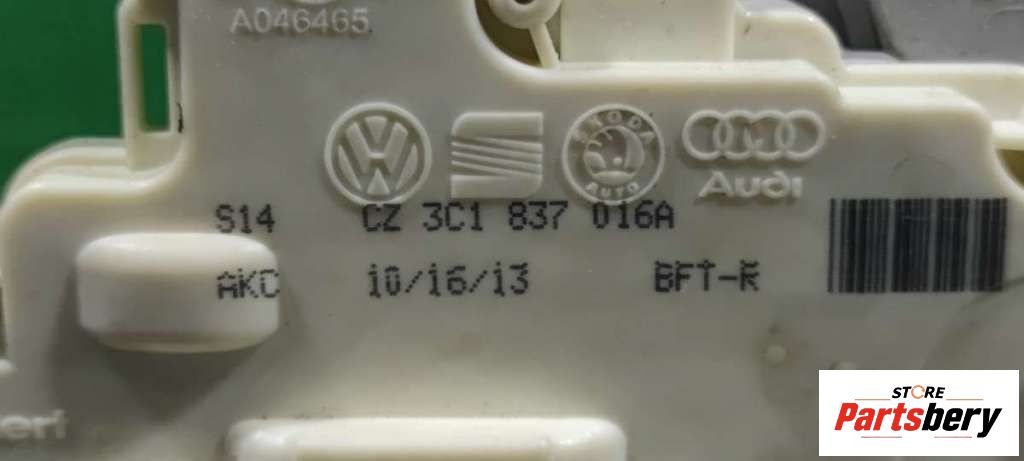 A046465
SKODA
AUTO
Audi
S14 CZ 3C1 837 016A
AKC 10/16/13 BFT-R
STORE
Partsbery